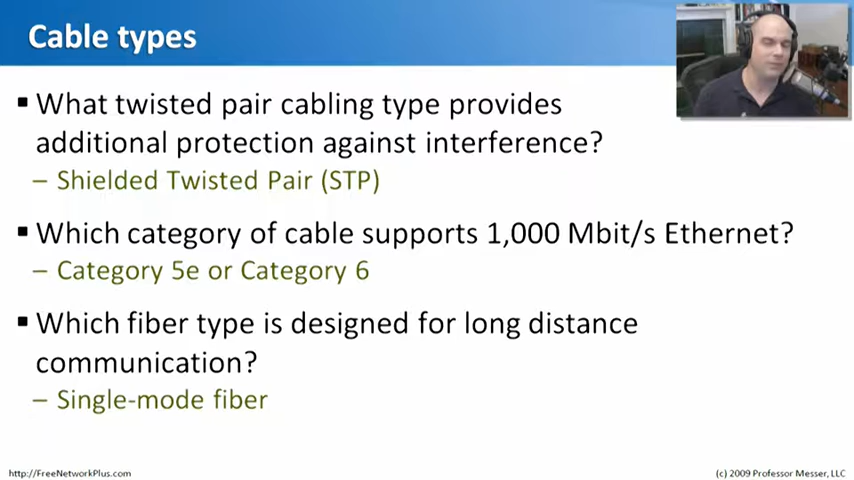 Cable types
▪ What twisted pair cabling type provides
additional protection against interference?
– Shielded Twisted Pair (STP)
▪ Which category of cable supports 1,000 Mbit/s Ethernet?
– Category 5e or Category 6
▪ Which fiber type is designed for long distance
communication?
– Single-mode fiber
http://FreeNetworkPlus.com
(c) 2009 Professor Messer, LLC